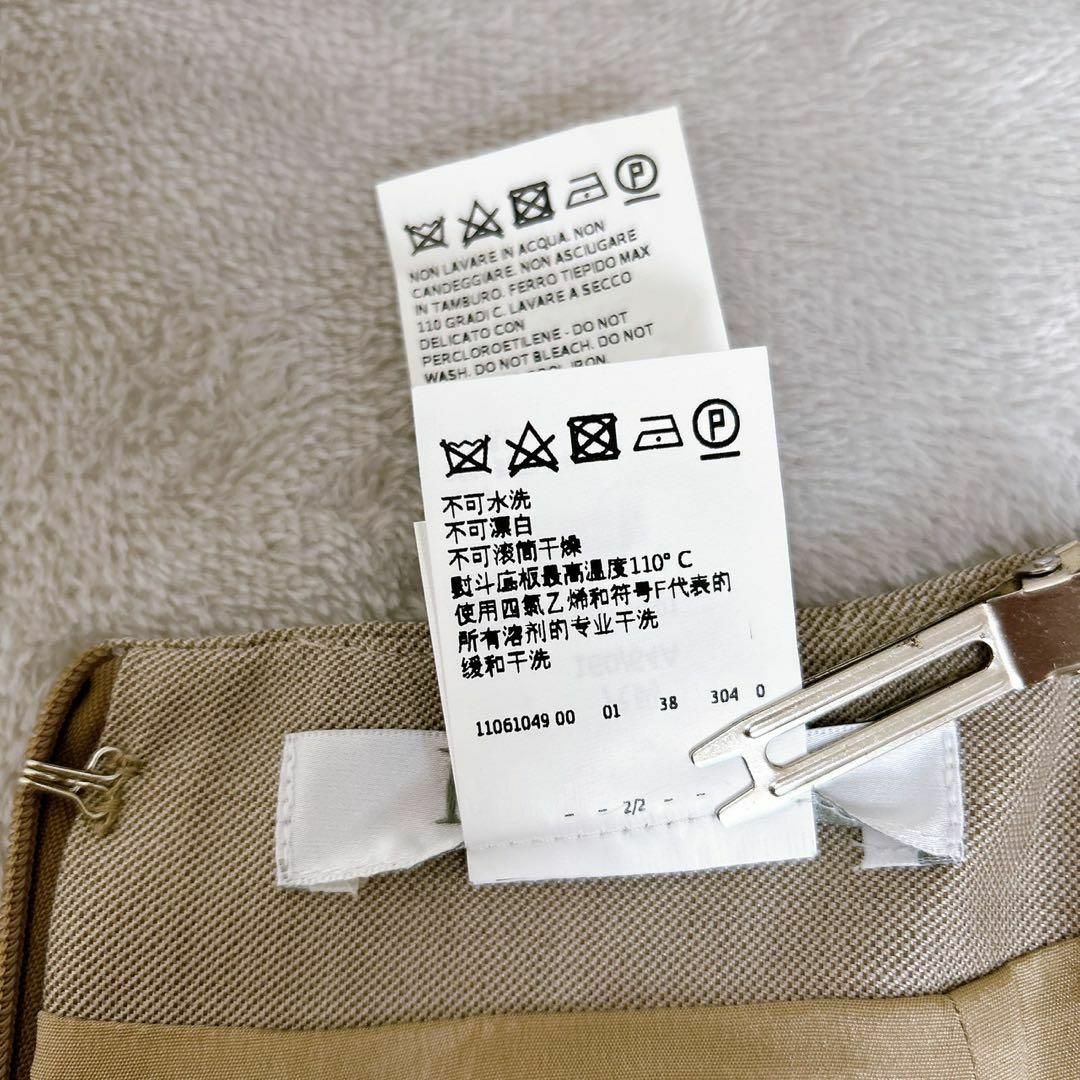 P
NON LAVARE IN ACQUA. NON
CANDEGGIARE. NON ASCIUGARE
IN TAMBURO. FERRO TIEPIDO MAX
110 GRADI C. LAVARE A SECCO
DELICATO CON
PERCLOROETILENE - DO NOT
WASH. DO NOT BLEACH. DO NOT
P
不可水洗
不可漂白
不可滚筒干燥
熨斗底板最高温度110° C
使用四氯乙烯和符号F代表的
所有溶剂的专业干洗
缓和干洗
11061049 00 01 38 304 0
- - 2/2 - -